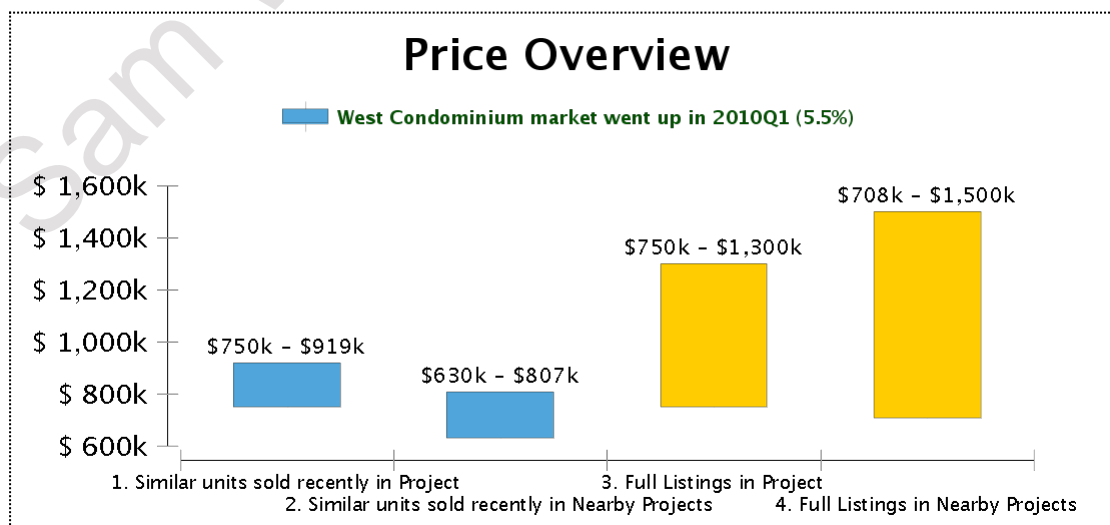 Sam
Price Overview
West Condominium market went up in 2010Q1 (5.5%)
$ 1,600k
$ 1,400k
$ 1,200k
$ 1,000k
$ 800k
$ 600k
$750k – $919k
$630k – $807k
$750k – $1,300k
$708k – $1,500k
1. Similar units sold recently in Project
2. Similar units sold recently in Nearby Projects
3. Full Listings in Project
4. Full Listings in Nearby Projects